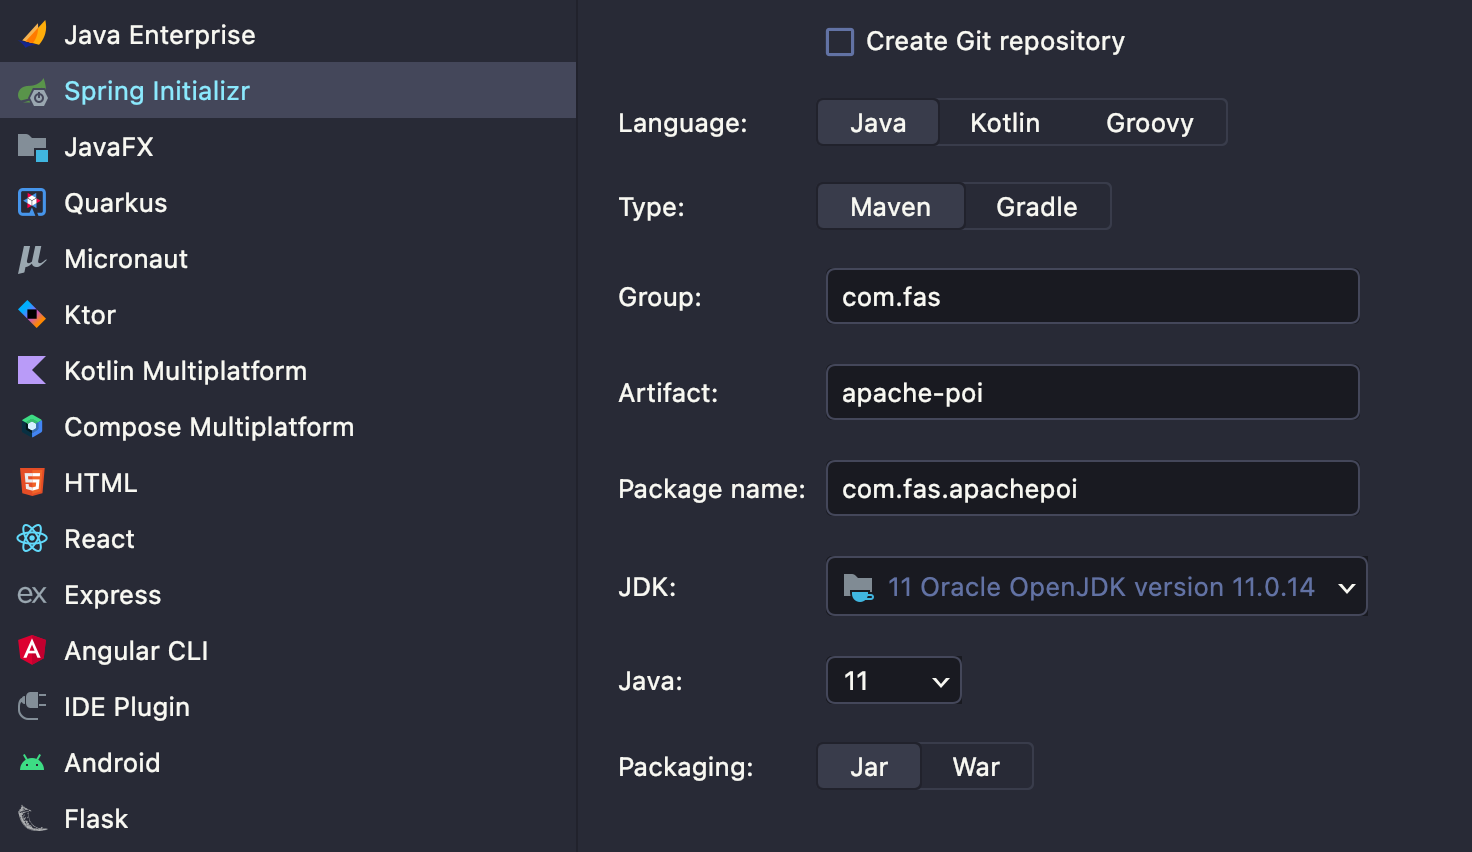 Java Enterprise
Spring Initializr
JavaFX
Quarkus
Micronaut
Ktor
Kotlin Multiplatform
Compose Multiplatform
HTML
React
Express
Angular CLI
IDE Plugin
Android
Flask
Create Git repository
Language: Java Kotlin Groovy
Type: Maven Gradle
Group: com.fas
Artifact: apache-poi
Package name: com.fas.apachepoi
JDK: 11 Oracle OpenJDK version 11.0.14
Java: 11
Packaging: Jar War